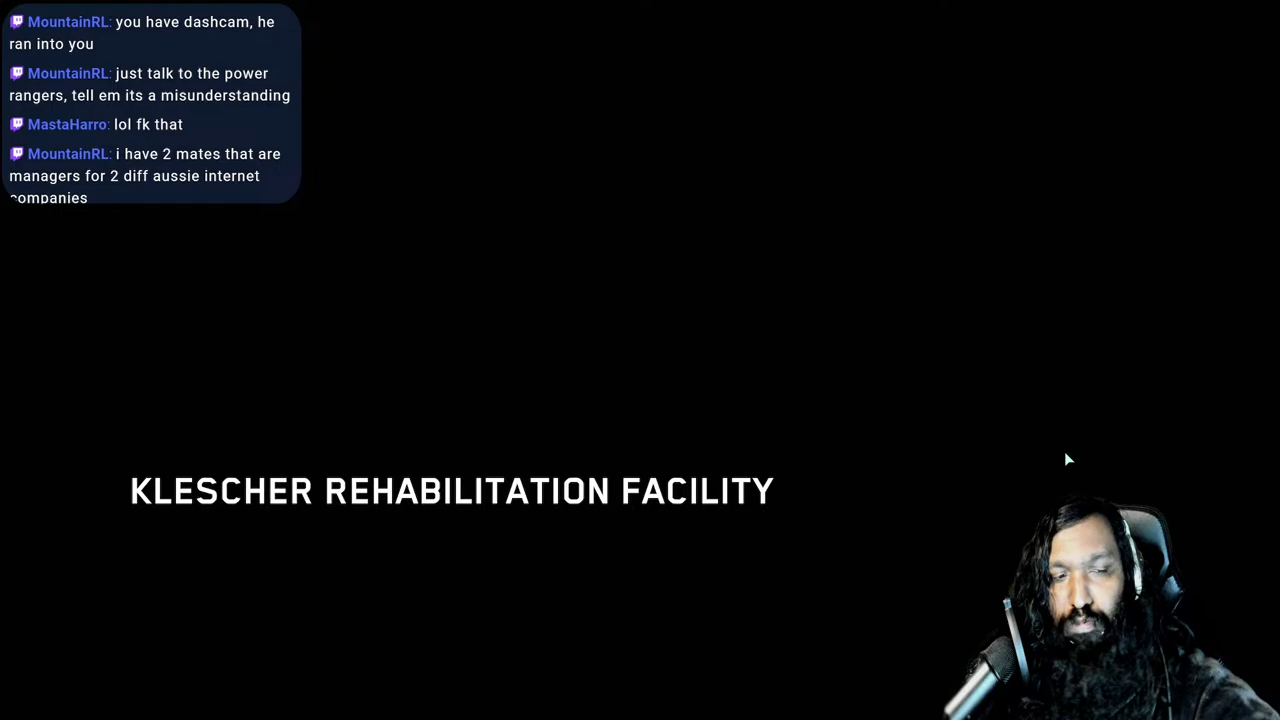 MountainRL: you have dashcam, he
ran into you
MountainRL: just talk to the power
rangers, tell em its a misunderstanding
MastaHarro: lol fk that
MountainRL: i have 2 mates that are
managers for 2 diff aussie internet
companies
KLESCHER REHABILITATION FACILITY